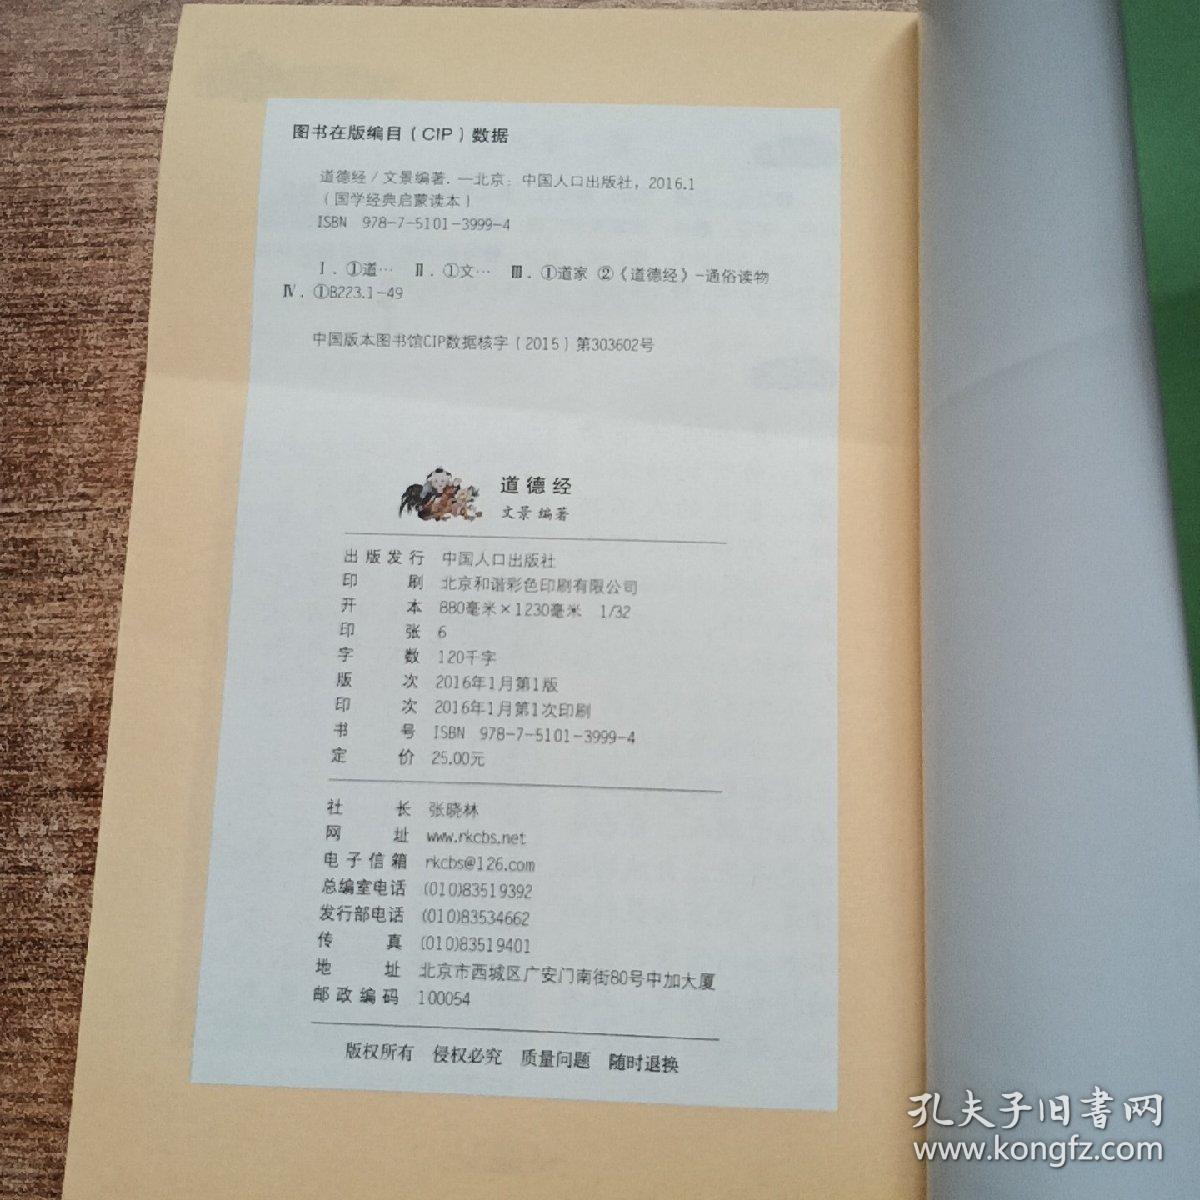 图书在版编目(CIP)数据
道德经/文景编著.—北京:中国人口出版社,2016.1
(国学经典启蒙读本)
ISBN 978-7-5101-3999-4
Ⅰ.①道… Ⅱ.①文… Ⅲ.①道家 ②《道德经》-通俗读物
Ⅳ.①B223.1-49
中国版本图书馆CIP数据核字(2015)第303602号
道德经
文景 编著
出版发行 中国人口出版社
印 刷 北京和谐彩色印刷有限公司
开 本 880毫米×1230毫米 1/32
印 张 6
字 数 120千字
版 次 2016年1月第1版
印 次 2016年1月第1次印刷
书 号 ISBN 978-7-5101-3999-4
定 价 25.00元
社 长 张晓林
网 址 www.rkcbs.net
电子信箱 rkcbs@126.com
总编室电话 (010)83519392
发行部电话 (010)83534662
传 真 (010)83519401
地 址 北京市西城区广安门南街80号中加大厦
邮政编码 100054
版权所有 侵权必究 质量问题 随时退换
孔夫子旧书网
www.kongfz.com